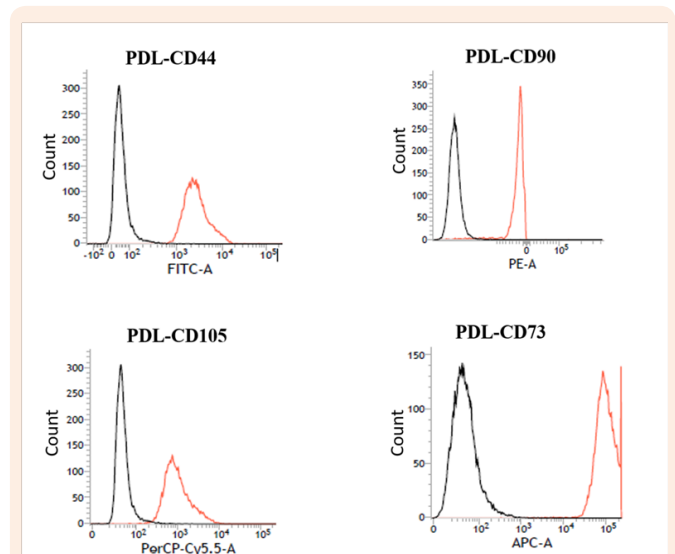 PDL-CD44
300
250
200
150
100
50
0
Count
-10² 0 10² 10³ 10⁴ 10⁵
FITC-A
PDL-CD90
350
300
250
200
150
100
50
0
Count
0 10⁵
PE-A
PDL-CD105
300
250
200
150
100
50
0
Count
0 10² 10³ 10⁴ 10⁵
PerCP-Cy5.5-A
PDL-CD73
150
100
50
0
Count
0 10² 10³ 10⁴ 10⁵
APC-A